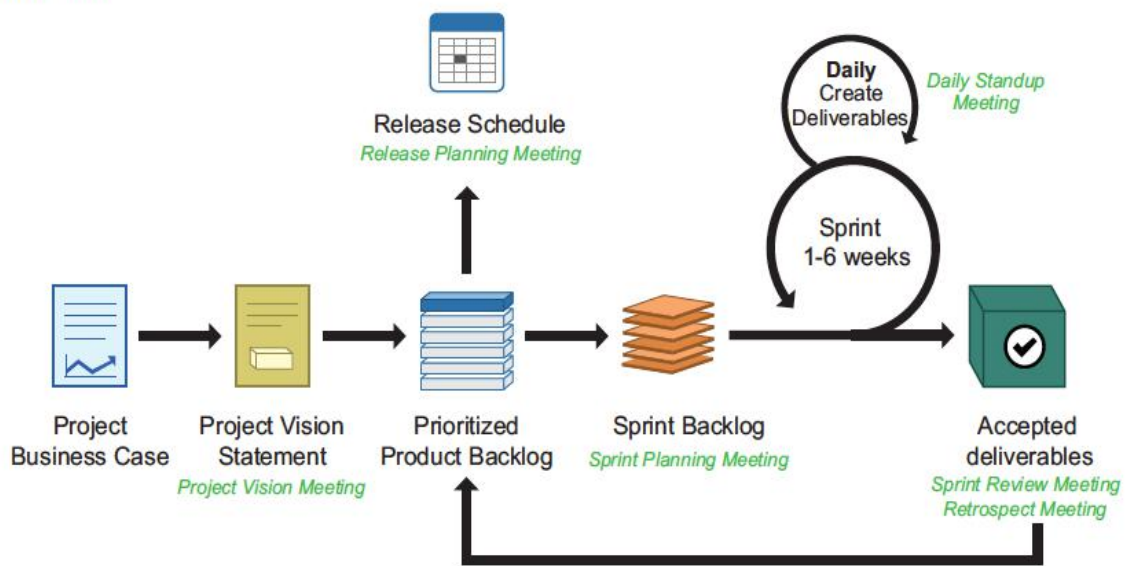 Release Schedule
Release Planning Meeting
Daily
Create
Deliverables
Daily Standup
Meeting
Sprint
1-6 weeks
Project
Business Case
Project Vision
Statement
Project Vision Meeting
Prioritized
Product Backlog
Sprint Backlog
Sprint Planning Meeting
Accepted
deliverables
Sprint Review Meeting
Retrospect Meeting